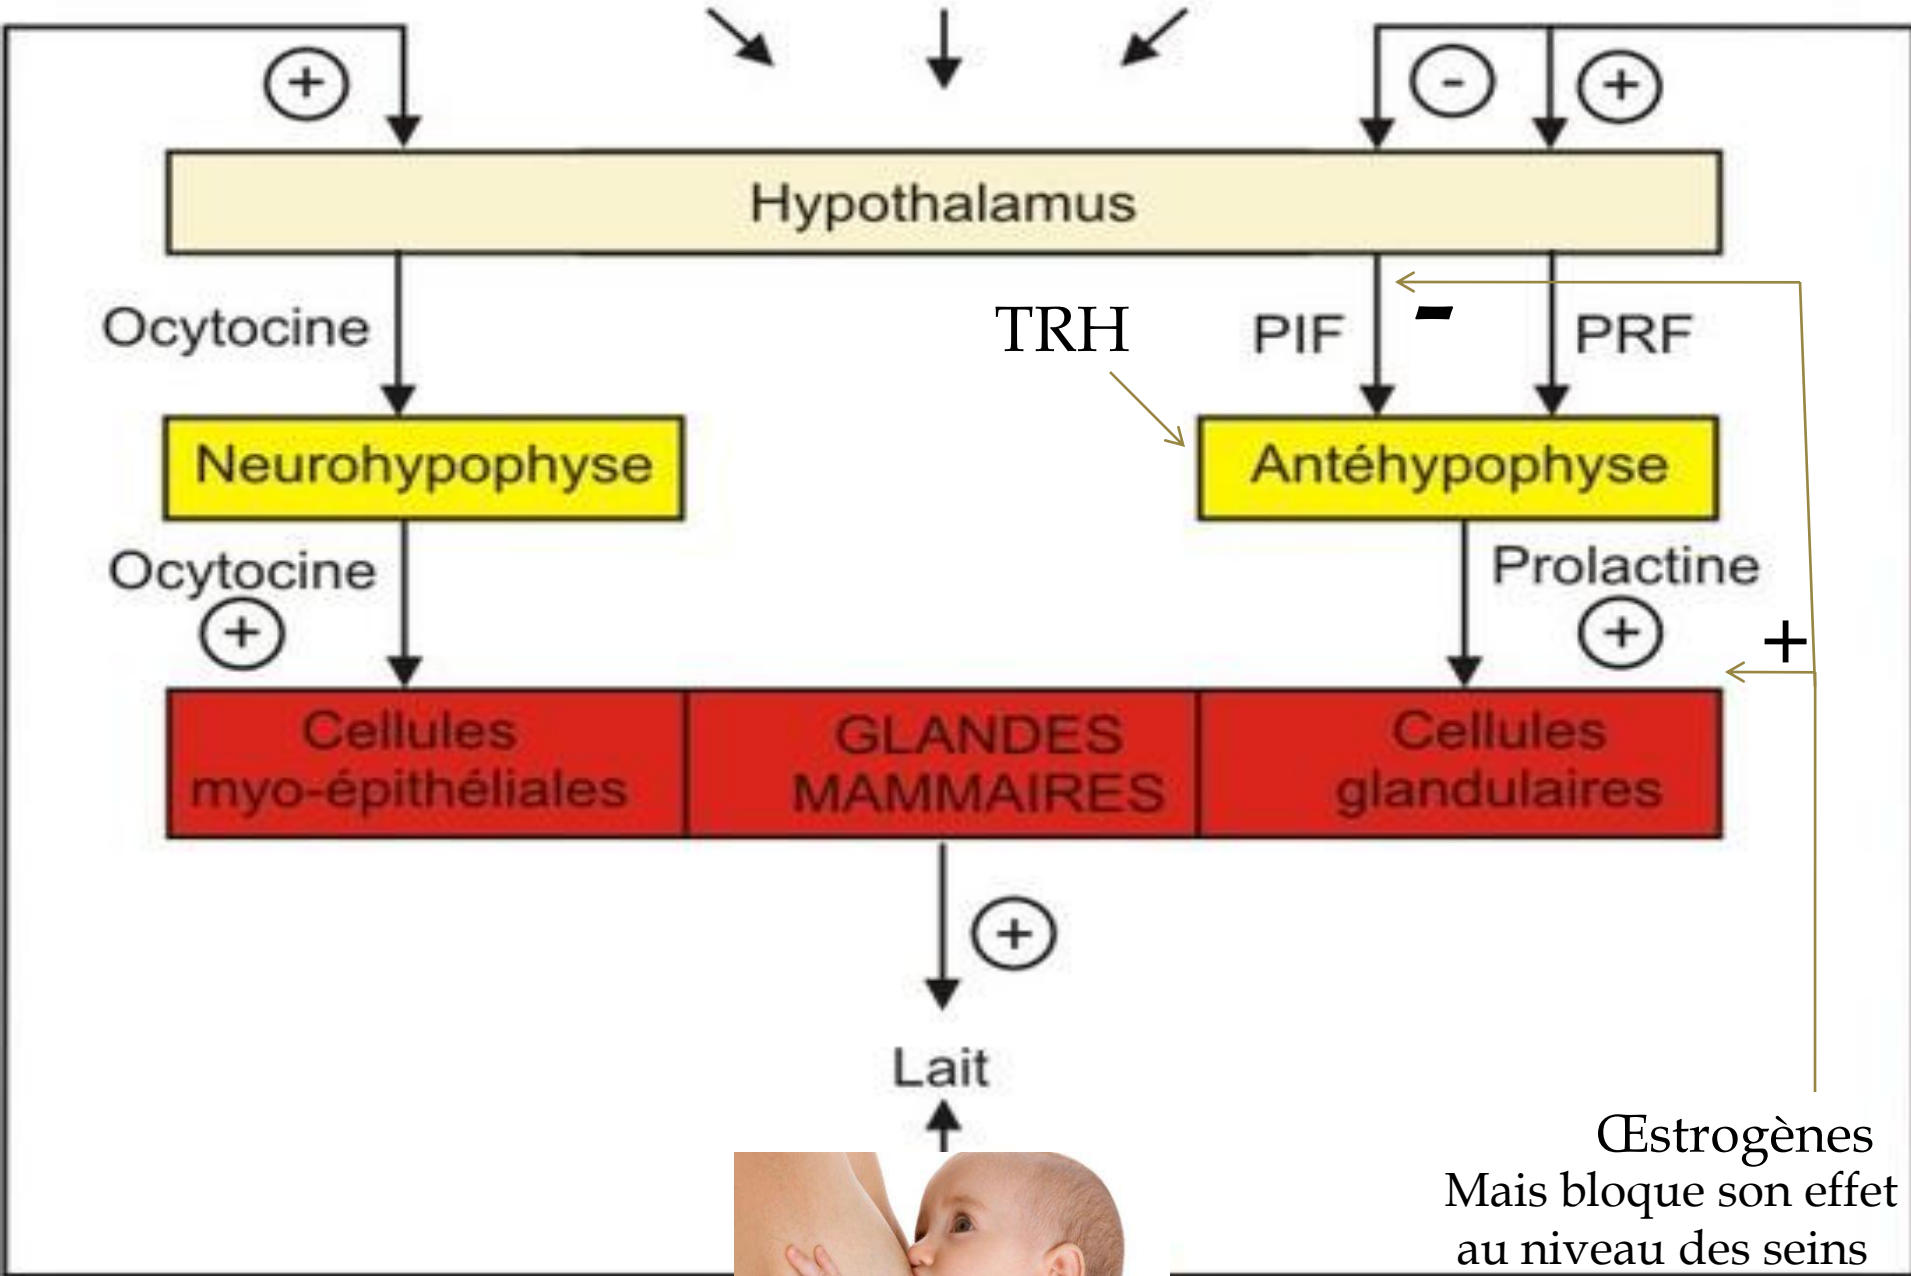 +
-
+
Hypothalamus
Ocytocine
TRH
PIF
-
PRF
Neurohypophyse
Antéhypophyse
Ocytocine
+
Prolactine
+
+
Cellules
myo-épithéliales
GLANDES
MAMMAIRES
Cellules
glandulaires
+
Lait
Œstrogènes
Mais bloque son effet
au niveau des seins